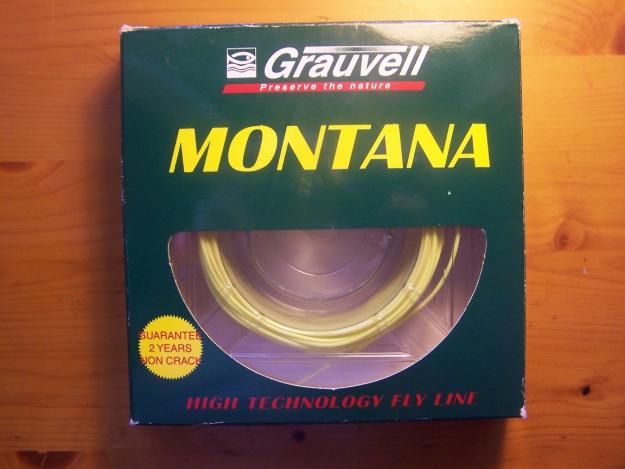 Grauvell
Preserve the nature
MONTANA
GUARANTEE
2 YEARS
NON CRACK
HIGH TECHNOLOGY FLY LINE